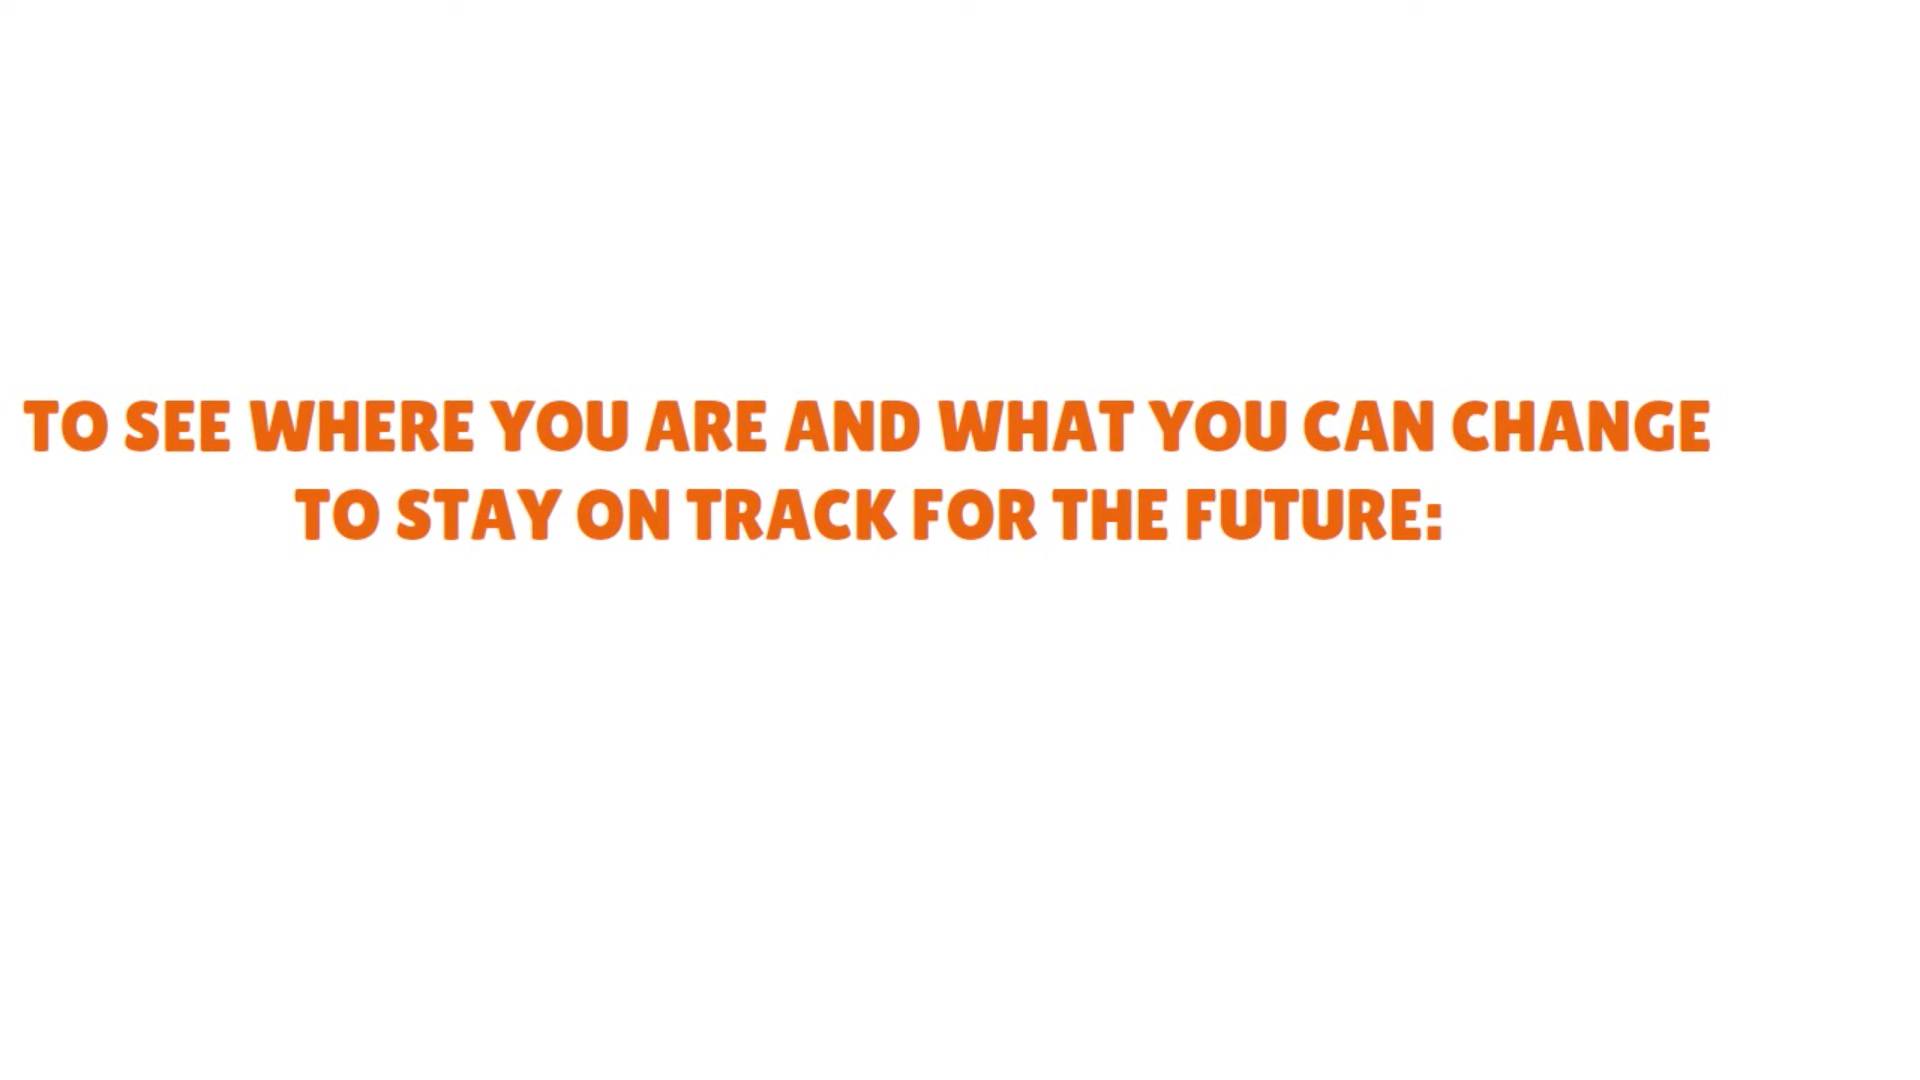 TO SEE WHERE YOU ARE AND WHAT YOU CAN CHANGE
TO STAY ON TRACK FOR THE FUTURE: